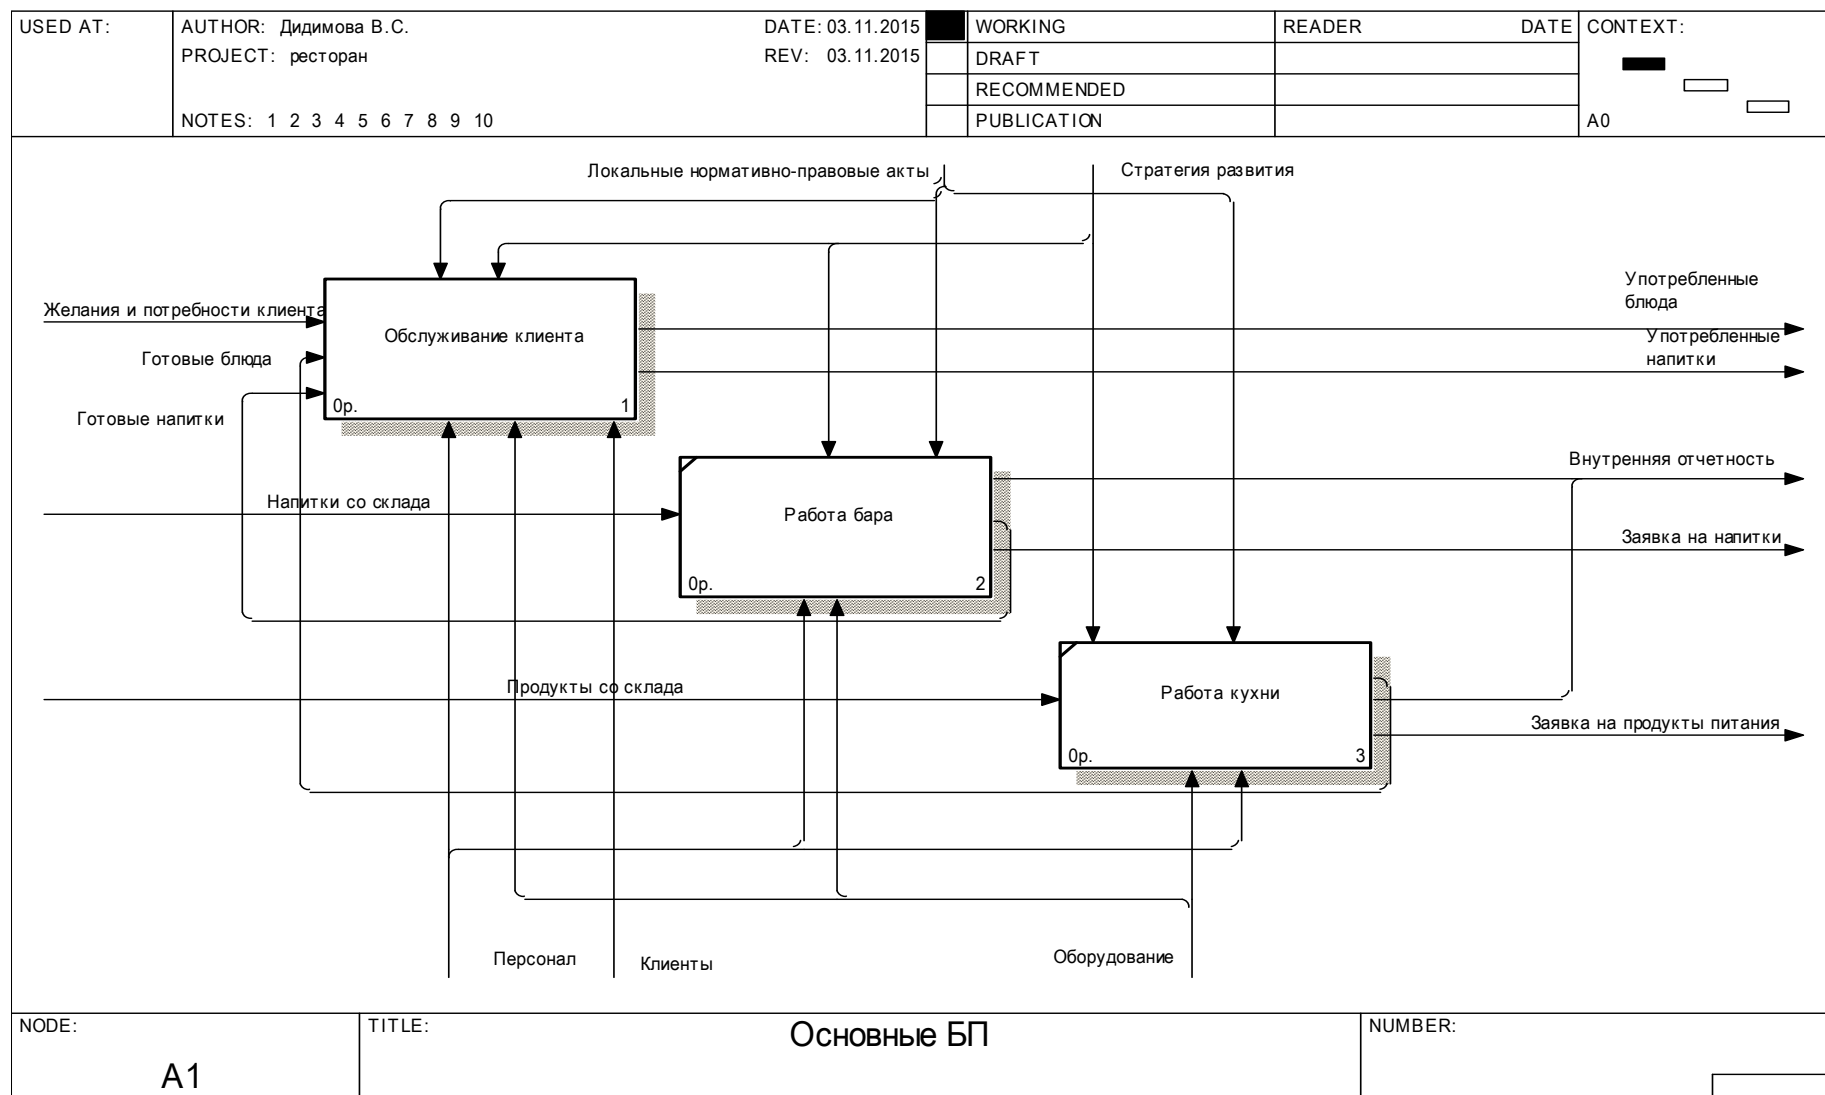 USED AT:
AUTHOR: Дидимова В.С.
DATE: 03.11.2015
WORKING
READER
DATE
CONTEXT:
PROJECT: ресторан
REV: 03.11.2015
DRAFT
RECOMMENDED
NOTES: 1 2 3 4 5 6 7 8 9 10
PUBLICATION
A0
Локальные нормативно-правовые акты
Стратегия развития
Желания и потребности клиента
Обслуживание клиента
0р.
1
Употребленные
блюда
Употребленные
напитки
Готовые блюда
Готовые напитки
Внутренняя отчетность
Напитки со склада
Работа бара
0р.
2
Заявка на напитки
Продукты со склада
Работа кухни
0р.
3
Заявка на продукты питания
Персонал
Клиенты
Оборудование
NODE:
A1
TITLE:
Основные БП
NUMBER: